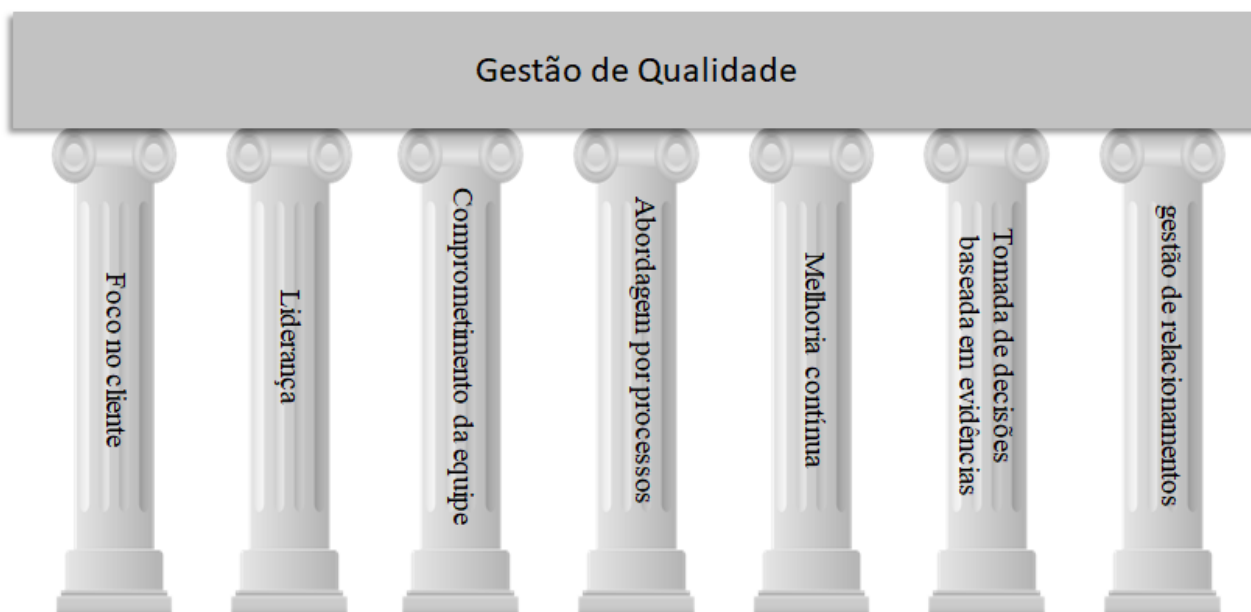 Gestão de Qualidade
Foco no cliente
Liderança
Comprometimento da equipe
Abordagem por processos
Melhoria contínua
Tomada de decisões
baseada em evidências
gestão de relacionamentos